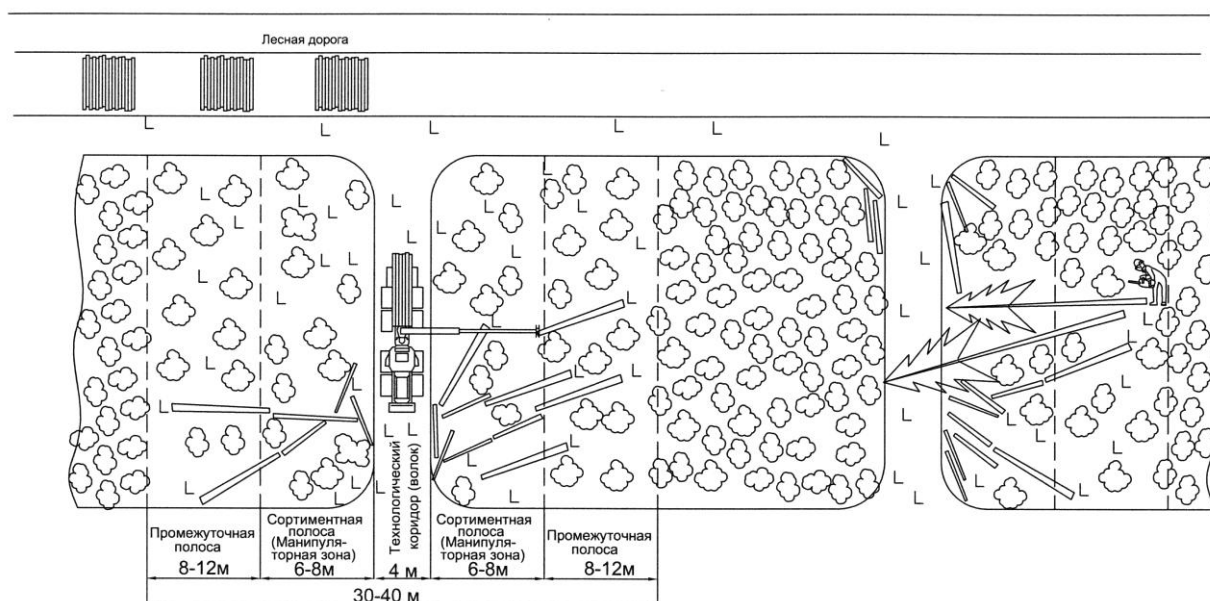 Лесная дорога
Промежуточная
полоса
8-12м
Сортиментная
полоса
(Манипуля-
торная зона)
6-8м
Технологический
коридор (волок)
4 м
Сортиментная
полоса
(Манипуля-
торная зона)
6-8м
Промежуточная
полоса
8-12м
30-40 м